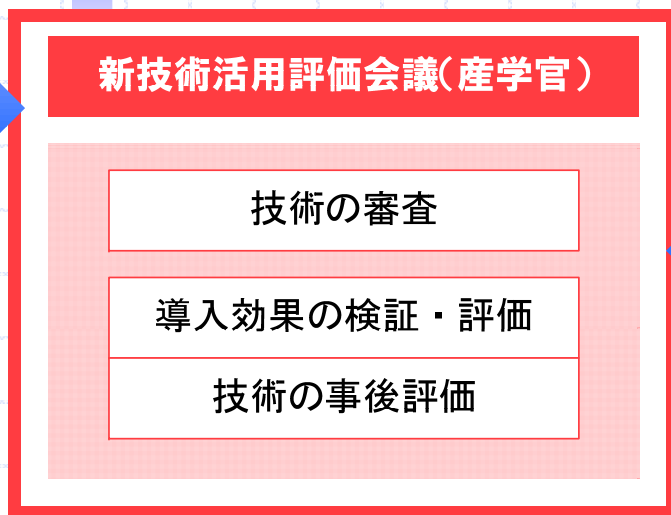 新技術活用評価会議(産学官)
技術の審査
導入効果の検証・評価
技術の事後評価